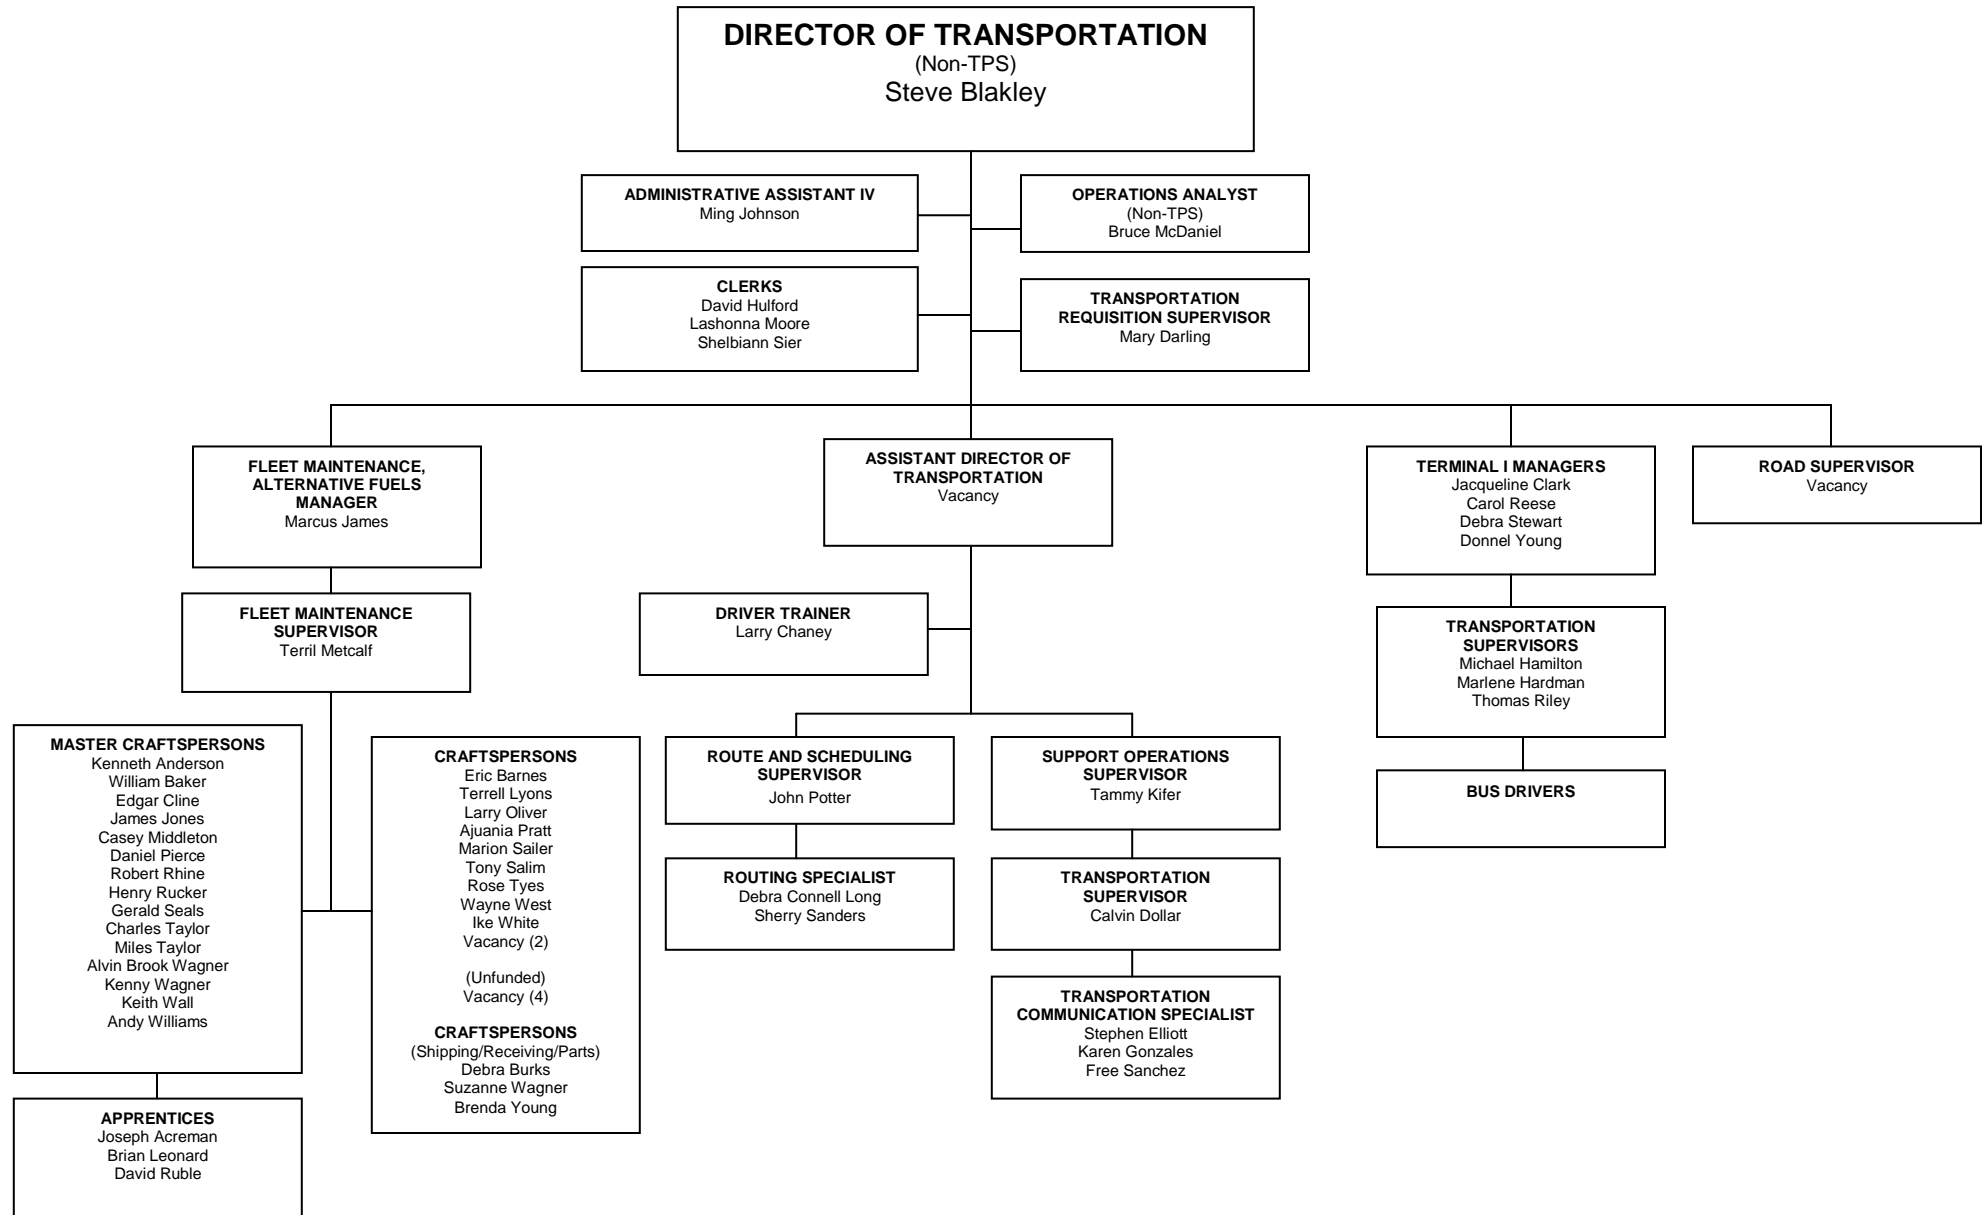 DIRECTOR OF TRANSPORTATION
(Non-TPS)
Steve Blakley
ADMINISTRATIVE ASSISTANT IV
Ming Johnson
OPERATIONS ANALYST
(Non-TPS)
Bruce McDaniel
CLERKS
David Hulford
Lashonna Moore
Shelbiann Sier
TRANSPORTATION
REQUISITION SUPERVISOR
Mary Darling
FLEET MAINTENANCE,
ALTERNATIVE FUELS
MANAGER
Marcus James
ASSISTANT DIRECTOR OF
TRANSPORTATION
Vacancy
TERMINAL I MANAGERS
Jacqueline Clark
Carol Reese
Debra Stewart
Donnel Young
ROAD SUPERVISOR
Vacancy
FLEET MAINTENANCE
SUPERVISOR
Terril Metcalf
DRIVER TRAINER
Larry Chaney
TRANSPORTATION
SUPERVISORS
Michael Hamilton
Marlene Hardman
Thomas Riley
MASTER CRAFTSPERSONS
Kenneth Anderson
William Baker
Edgar Cline
James Jones
Casey Middleton
Daniel Pierce
Robert Rhine
Henry Rucker
Gerald Seals
Charles Taylor
Miles Taylor
Alvin Brook Wagner
Kenny Wagner
Keith Wall
Andy Williams
CRAFTSPERSONS
Eric Barnes
Terrell Lyons
Larry Oliver
Ajuania Pratt
Marion Sailer
Tony Salim
Rose Tyes
Wayne West
Ike White
Vacancy (2)
(Unfunded)
Vacancy (4)
CRAFTSPERSONS
(Shipping/Receiving/Parts)
Debra Burks
Suzanne Wagner
Brenda Young
ROUTE AND SCHEDULING
SUPERVISOR
John Potter
SUPPORT OPERATIONS
SUPERVISOR
Tammy Kifer
BUS DRIVERS
ROUTING SPECIALIST
Debra Connell Long
Sherry Sanders
TRANSPORTATION
SUPERVISOR
Calvin Dollar
TRANSPORTATION
COMMUNICATION SPECIALIST
Stephen Elliott
Karen Gonzales
Free Sanchez
APPRENTICES
Joseph Acreman
Brian Leonard
David Ruble